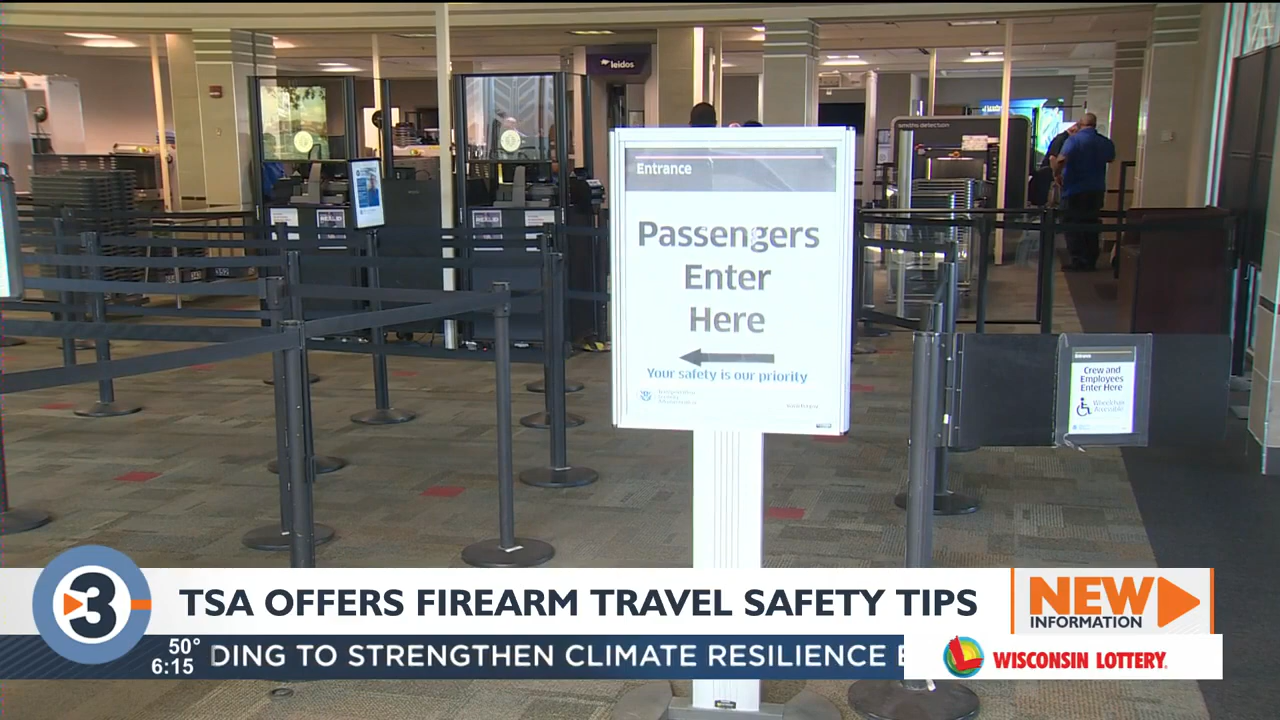 leidos
smiths detection
Entrance
Passengers
Enter
Here
Your safety is our priority
Entrance
Crew and
Employees
Enter Here
Wheelchair
Accessible
352
3
TSA OFFERS FIREARM TRAVEL SAFETY TIPS
NEW
INFORMATION
50°
6:15
DING TO STRENGTHEN CLIMATE RESILIENCE
WISCONSIN LOTTERY